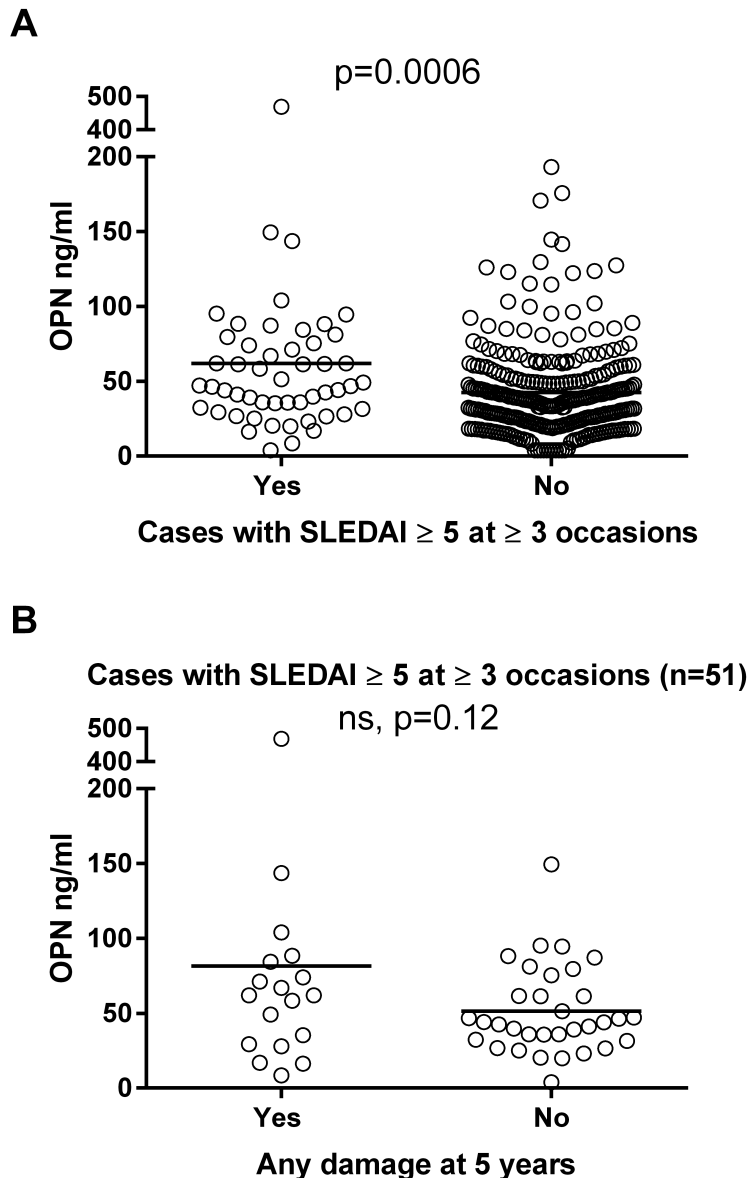 A
p=0.0006
500
400
200
150
100
50
0
OPN ng/ml
Yes
No
Cases with SLEDAI ≥ 5 at ≥ 3 occasions
B
Cases with SLEDAI ≥ 5 at ≥ 3 occasions (n=51)
ns, p=0.12
500
400
200
150
100
50
0
OPN ng/ml
Yes
No
Any damage at 5 years